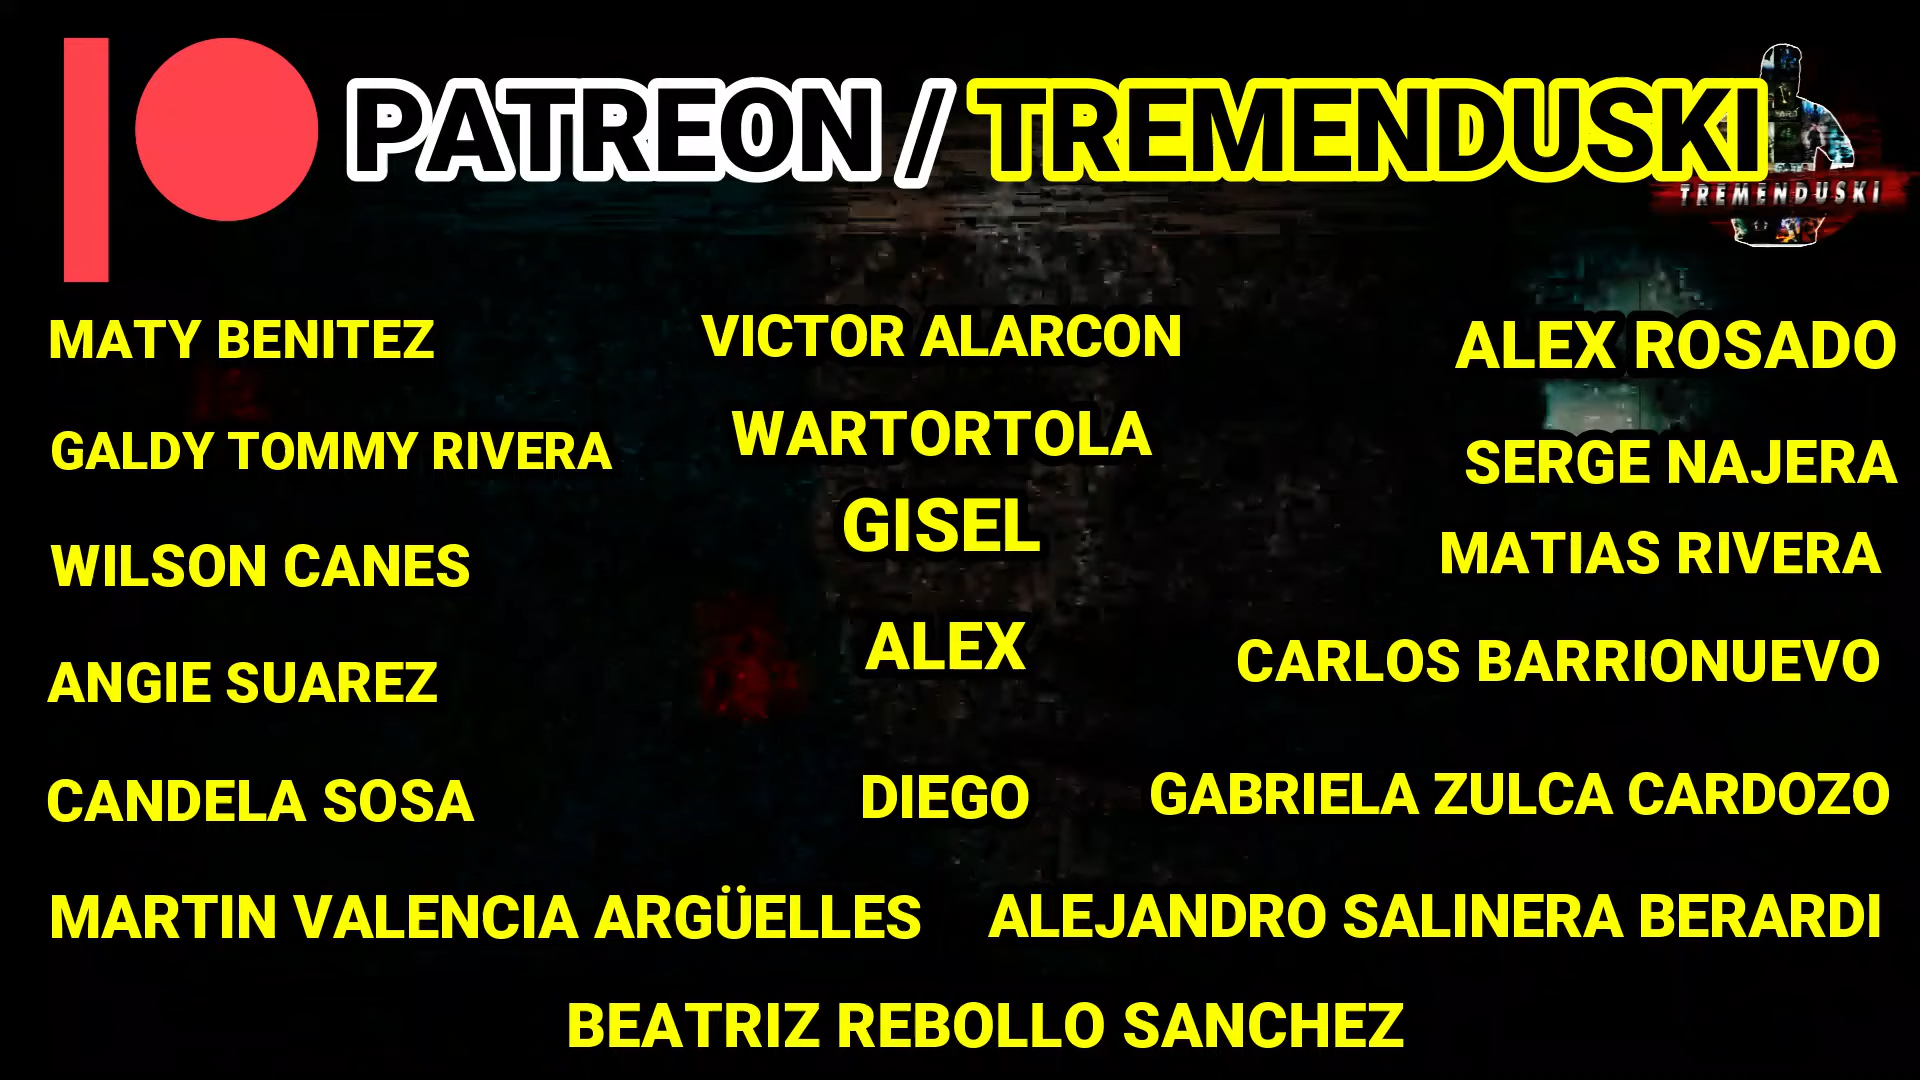 PATREON / TREMENDUSKI
TREMENDUSKI
MATY BENITEZ
VICTOR ALARCON
ALEX ROSADO
GALDY TOMMY RIVERA
WARTORTOLA
SERGE NAJERA
WILSON CANES
GISEL
MATIAS RIVERA
ANGIE SUAREZ
ALEX
CARLOS BARRIONUEVO
CANDELA SOSA
DIEGO
GABRIELA ZULCA CARDOZO
MARTIN VALENCIA ARGÜELLES
ALEJANDRO SALINERA BERARDI
BEATRIZ REBOLLO SANCHEZ